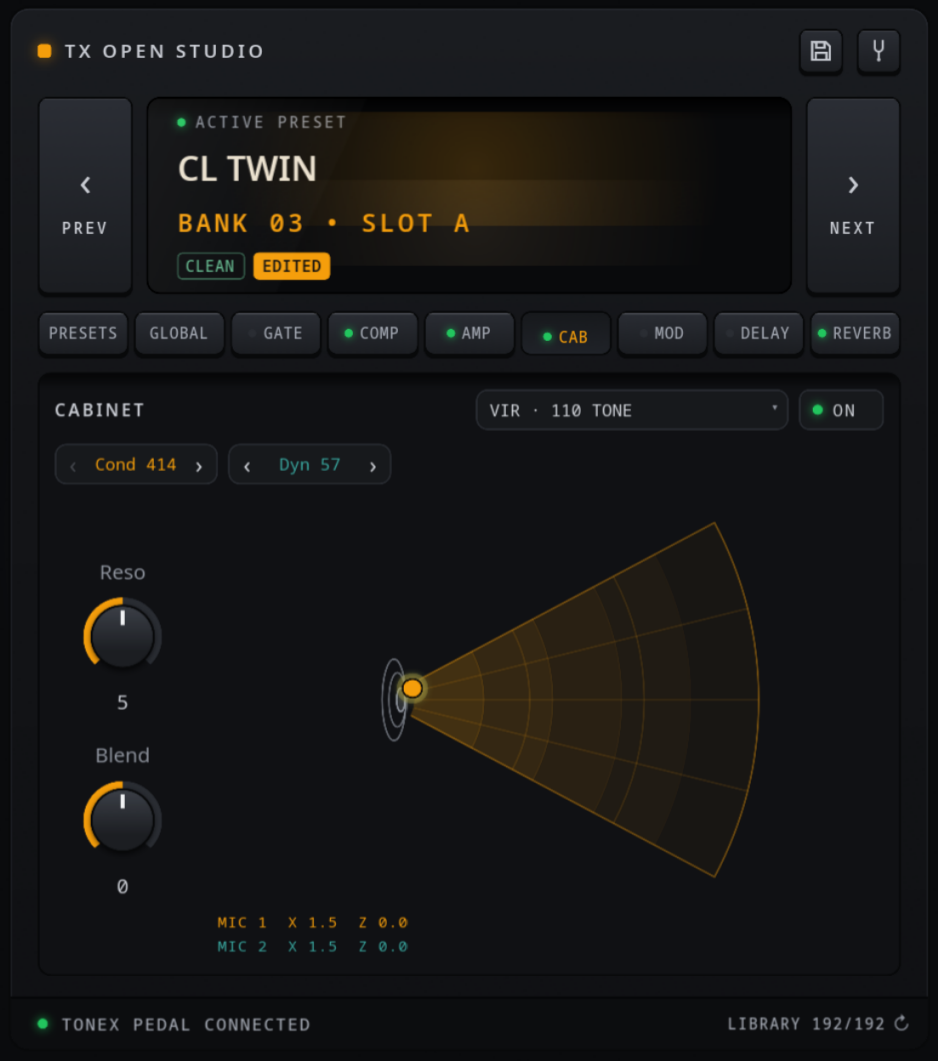 TX OPEN STUDIO
ACTIVE PRESET
‹
PREV
CL TWIN
BANK 03 • SLOT A
CLEAN EDITED
›
NEXT
PRESETS GLOBAL GATE COMP AMP CAB MOD DELAY REVERB
CABINET VIR · 110 TONE ▾ ON
‹ Cond 414 › ‹ Dyn 57 ›
Reso
5
Blend
0
MIC 1 X 1.5 Z 0.0
MIC 2 X 1.5 Z 0.0
TONEX PEDAL CONNECTED LIBRARY 192/192